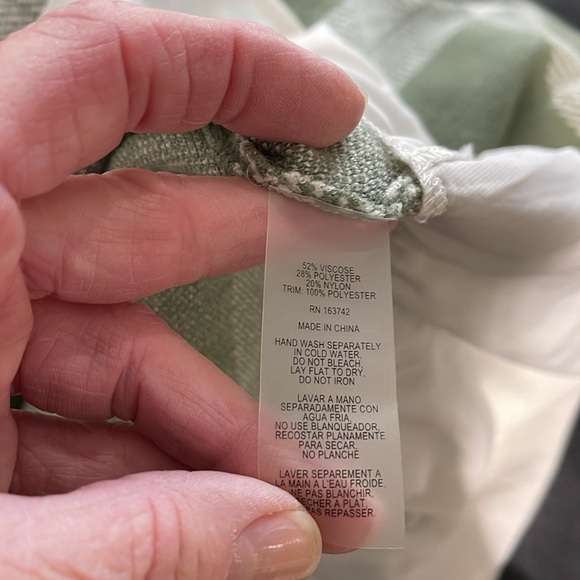 52% VISCOSE
28% POLYESTER
20% NYLON
TRIM: 100% POLYESTER
RN 163742
MADE IN CHINA
HAND WASH SEPARATELY
IN COLD WATER.
DO NOT BLEACH,
LAY FLAT TO DRY.
DO NOT IRON
LAVAR A MANO
SEPARADAMENTE CON
AGUA FRIA.
NO USE BLANQUEADOR.
RECOSTAR PLANAMENTE
PARA SECAR.
NO PLANCHÉ
LAVER SEPAREMENT A
LA MAIN A L'EAU FROIDE.
NE PAS BLANCHIR,
A PLAT,
PAS REPASSER.